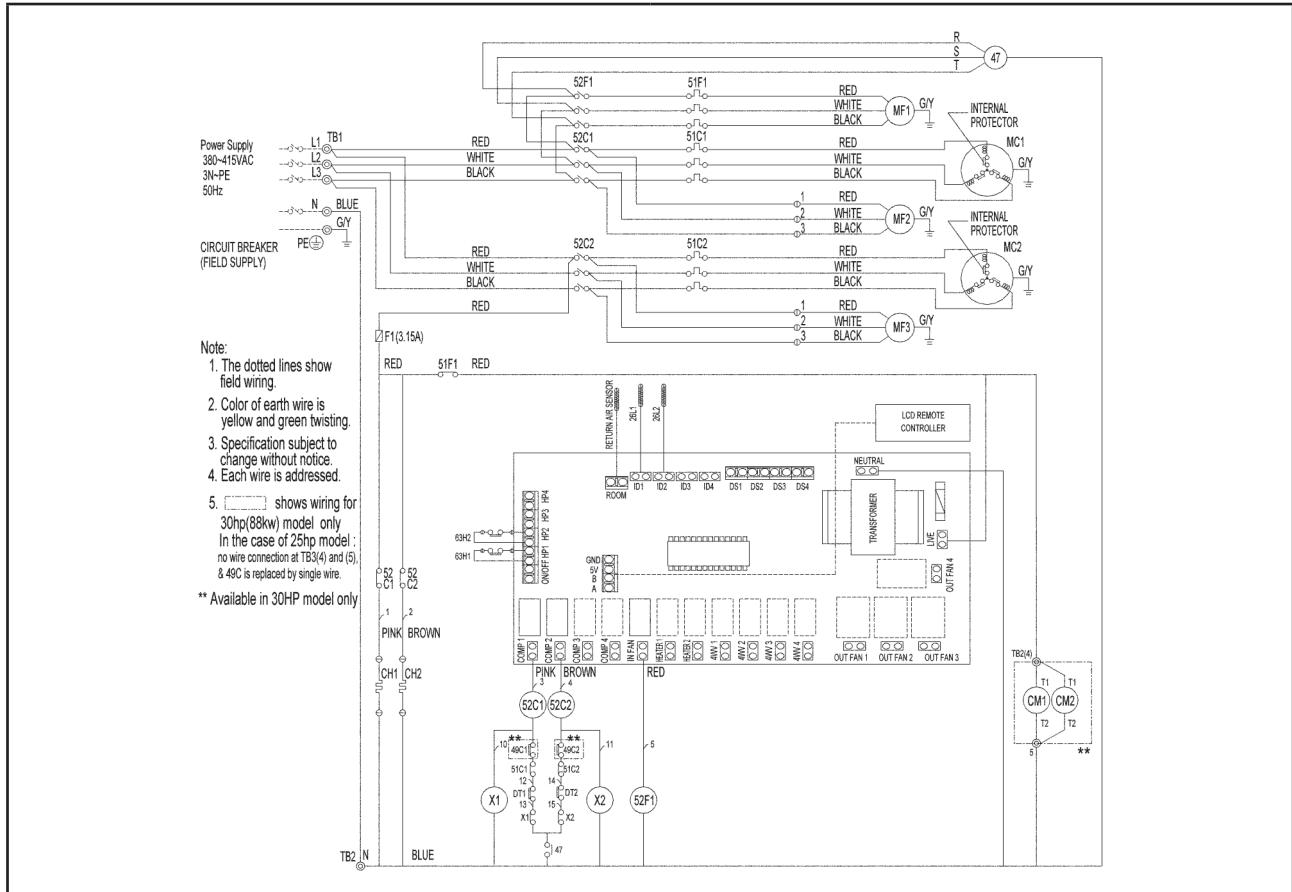 R
S
T
47
52F1
51F1
RED
WHITE
BLACK
MF1
G/Y
INTERNAL
PROTECTOR
MC1
G/Y
Power Supply
380~415VAC
3N~PE
50Hz
L1
TB1
L2
L3
RED
WHITE
BLACK
52C1
51C1
RED
WHITE
BLACK
N
BLUE
G/Y
PE
CIRCUIT BREAKER
(FIELD SUPPLY)
1
RED
2
WHITE
3
BLACK
MF2
G/Y
INTERNAL
PROTECTOR
MC2
G/Y
RED
WHITE
BLACK
RED
52C2
51C2
RED
WHITE
BLACK
1
RED
2
WHITE
3
BLACK
MF3
G/Y
F1(3.15A)
RED
51F1
RED
Note:
1. The dotted lines show
field wiring.
2. Color of earth wire is
yellow and green twisting.
3. Specification subject to
change without notice.
4. Each wire is addressed.
5. shows wiring for
30hp(88kw) model only
In the case of 25hp model :
no wire connection at TB3(4) and (5),
& 49C is replaced by single wire.
** Available in 30HP model only
RETURN AIR SENSOR
26L1
26L2
LCD REMOTE
CONTROLLER
ROOM
ID1
ID2
ID3
ID4
DS1
DS2
DS3
DS4
NEUTRAL
TRANSFORMER
LIVE
OUT FAN 4
HP4
HP3
HP2
HP1
ON/OFF
63H2
63H1
GND
5V
B
A
COMP 1
COMP 2
COMP 3
COMP 4
IN FAN
HEATER 1
HEATER 2
4WV 1
4WV 2
4WV 3
4WV 4
OUT FAN 1
OUT FAN 2
OUT FAN 3
52
C1
52
C2
1
2
PINK
BROWN
CH1
CH2
PINK
BROWN
RED
3
4
52C1
52C2
**
**
10
49C1
49C2
11
5
51C1
51C2
12
14
DT1
DT2
13
15
X1
X1
X2
X2
52F1
47
TB2(4)
T1
T1
CM1
CM2
T2
T2
5
**
TB2
N
BLUE